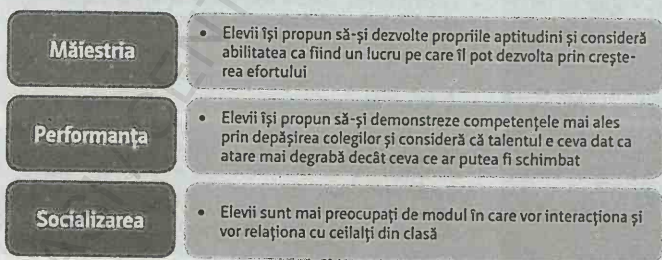 Măiestria
• Elevii își propun să-și dezvolte propriile aptitudini și consideră
abilitatea ca fiind un lucru pe care îl pot dezvolta prin crește-
rea efortului
Performanța
• Elevii își propun să-și demonstreze competențele mai ales
prin depășirea colegilor și consideră că talentul e ceva dat ca
atare mai degrabă decât ceva ce ar putea fi schimbat
Socializarea
• Elevii sunt mai preocupați de modul în care vor interacționa și
vor relaționa cu ceilalți din clasă